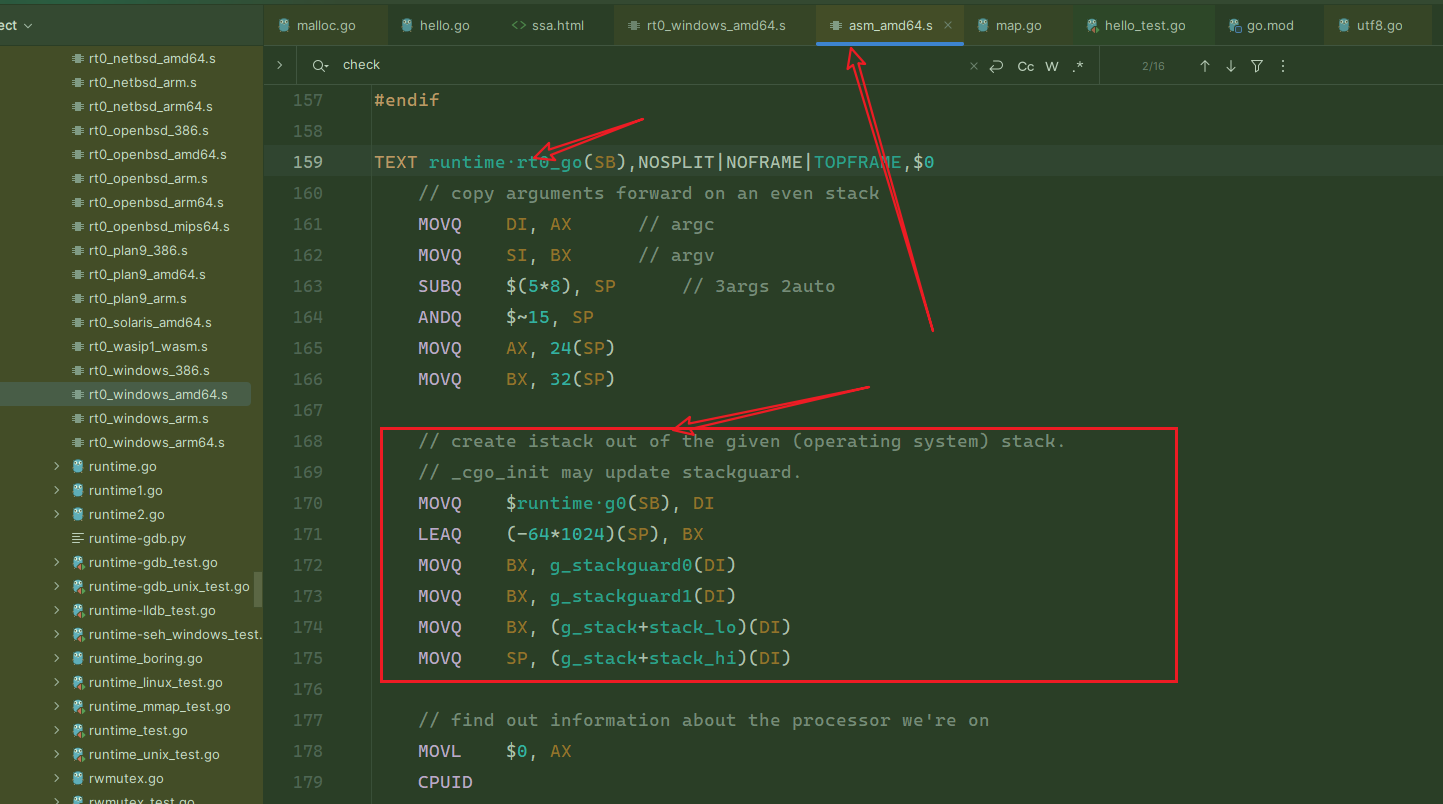 ect
malloc.go hello.go <> ssa.html rt0_windows_amd64.s asm_amd64.s × map.go hello_test.go go.mod utf8.go
check × Cc W .* 2/16
rt0_netbsd_amd64.s
rt0_netbsd_arm.s
rt0_netbsd_arm64.s
rt0_openbsd_386.s
rt0_openbsd_amd64.s
rt0_openbsd_arm.s
rt0_openbsd_arm64.s
rt0_openbsd_mips64.s
rt0_plan9_386.s
rt0_plan9_amd64.s
rt0_plan9_arm.s
rt0_solaris_amd64.s
rt0_wasip1_wasm.s
rt0_windows_386.s
rt0_windows_amd64.s
rt0_windows_arm.s
rt0_windows_arm64.s
runtime.go
runtime1.go
runtime2.go
runtime-gdb.py
runtime-gdb_test.go
runtime-gdb_unix_test.go
runtime-lldb_test.go
runtime-seh_windows_test.
runtime_boring.go
runtime_linux_test.go
runtime_mmap_test.go
runtime_test.go
runtime_unix_test.go
rwmutex.go
rwmutex_test.go
157 #endif
158
159 TEXT runtime·rt0_go(SB),NOSPLIT|NOFRAME|TOPFRAME,$0
160 // copy arguments forward on an even stack
161 MOVQ DI, AX // argc
162 MOVQ SI, BX // argv
163 SUBQ $(5*8), SP // 3args 2auto
164 ANDQ $~15, SP
165 MOVQ AX, 24(SP)
166 MOVQ BX, 32(SP)
167
168 // create istack out of the given (operating system) stack.
169 // _cgo_init may update stackguard.
170 MOVQ $runtime·g0(SB), DI
171 LEAQ (-64*1024)(SP), BX
172 MOVQ BX, g_stackguard0(DI)
173 MOVQ BX, g_stackguard1(DI)
174 MOVQ BX, (g_stack+stack_lo)(DI)
175 MOVQ SP, (g_stack+stack_hi)(DI)
176
177 // find out information about the processor we're on
178 MOVL $0, AX
179 CPUID